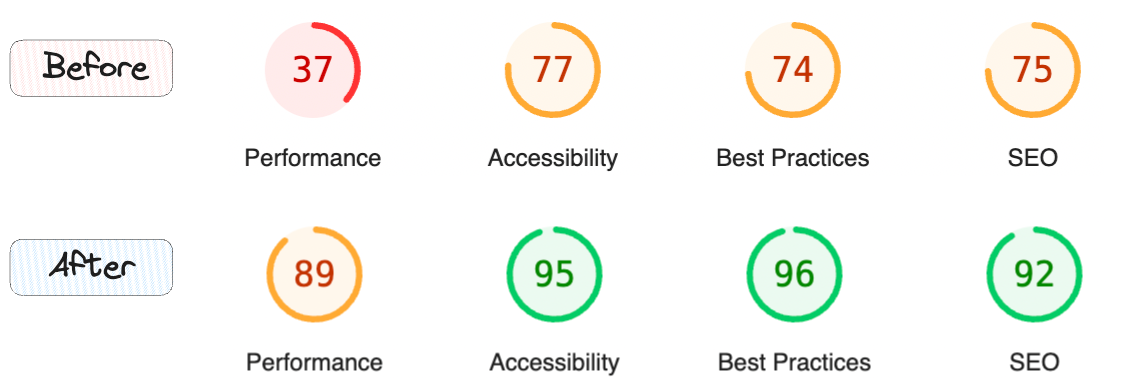 Before
37 77 74 75
Performance Accessibility Best Practices SEO
After
89 95 96 92
Performance Accessibility Best Practices SEO